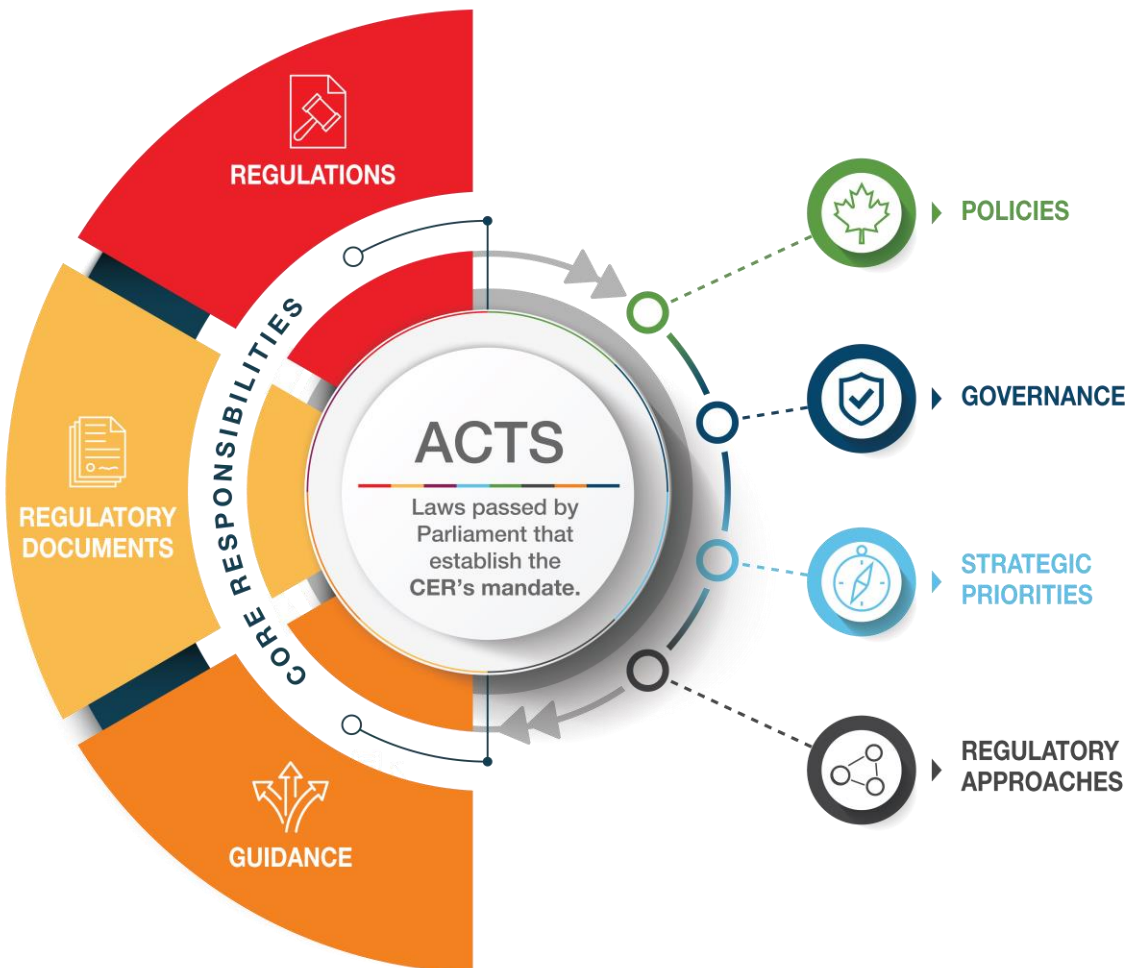 REGULATIONS
REGULATORY
DOCUMENTS
GUIDANCE
CORE RESPONSIBILITIES
ACTS
Laws passed by
Parliament that
establish the
CER's mandate.
POLICIES
GOVERNANCE
STRATEGIC
PRIORITIES
REGULATORY
APPROACHES